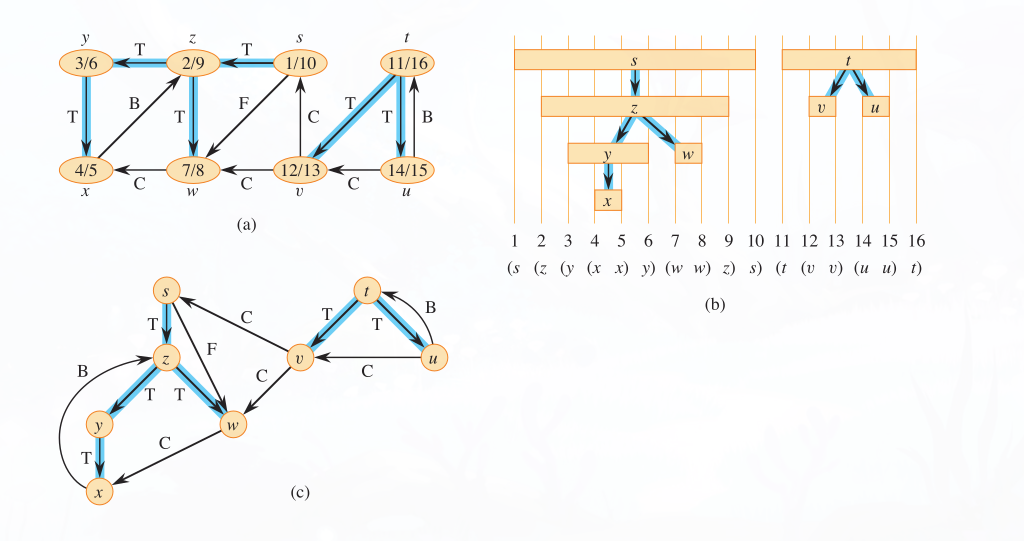 y z s t
T T
3/6 2/9 1/10 11/16
T B T F C T T B
4/5 7/8 12/13 14/15
C C C
x w v u
(a)
s t
z v u
y w
x
1 2 3 4 5 6 7 8 9 10 11 12 13 14 15 16
(s (z (y (x x) y) (w w) z) s) (t (v v) (u u) t)
(b)
s t
C B
T T T
F
z v u
B C C
T T
y w
T C
x
(c)